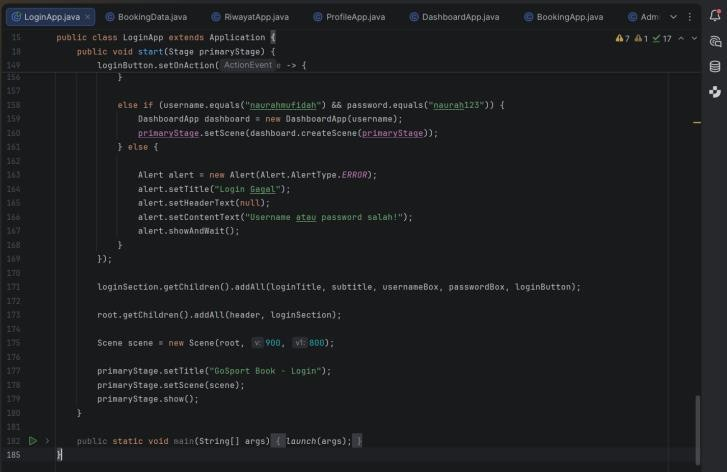 LoginApp.java
BookingData.java
RiwayatApp.java
ProfileApp.java
DashboardApp.java
BookingApp.java
Admi
15 public class LoginApp extends Application {
18 public void start(Stage primaryStage) {
149 loginButton.setOnAction( ActionEvent e -> {
7 1 17
156 }
157
158 else if (username.equals("naurahmufidah") && password.equals("naurah123")) {
159 DashboardApp dashboard = new DashboardApp(username);
160 primaryStage.setScene(dashboard.createScene(primaryStage));
161 } else {
162
163 Alert alert = new Alert(Alert.AlertType.ERROR);
164 alert.setTitle("Login Gagal");
165 alert.setHeaderText(null);
166 alert.setContentText("Username atau password salah!");
167 alert.showAndWait();
168 }
169 });
170
171 loginSection.getChildren().addAll(loginTitle, subtitle, usernameBox, passwordBox, loginButton);
172
173 root.getChildren().addAll(header, loginSection);
174
175 Scene scene = new Scene(root, v: 900, v1: 800);
176
177 primaryStage.setTitle("GoSport Book - Login");
178 primaryStage.setScene(scene);
179 primaryStage.show();
180 }
181
182 public static void main(String[] args) { launch(args); }
185 }